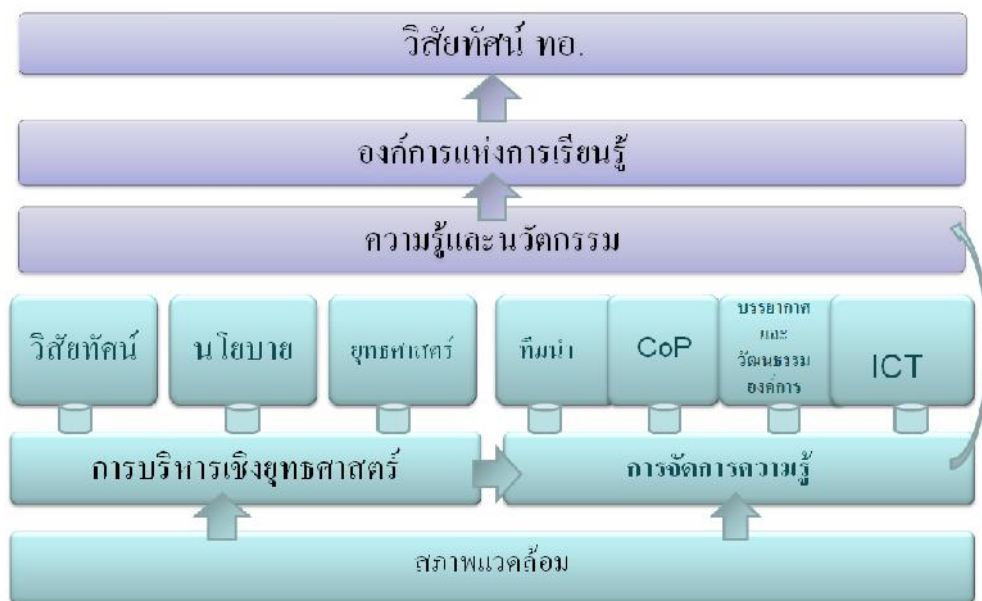 วิสัยทัศน์ ทอ.
องค์การแห่งการเรียนรู้
ความรู้และนวัตกรรม
วิสัยทัศน์
นโยบาย
ยุทธศาสตร์
ทีมนำ
CoP
บรรยากาศ
และ
วัฒนธรรม
องค์การ
ICT
การบริหารเชิงยุทธศาสตร์
การจัดการความรู้
สภาพแวดล้อม